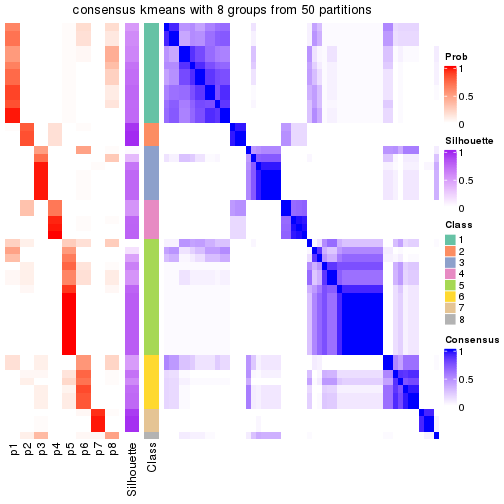 consensus kmeans with 8 groups from 50 partitions
Prob
1
0.5
0
Silhouette
1
0.5
0
Class
1
2
3
4
5
6
7
8
Consensus
1
0.5
0
p1
p2
p3
p4
p5
p6
p7
p8
Silhouette
Class